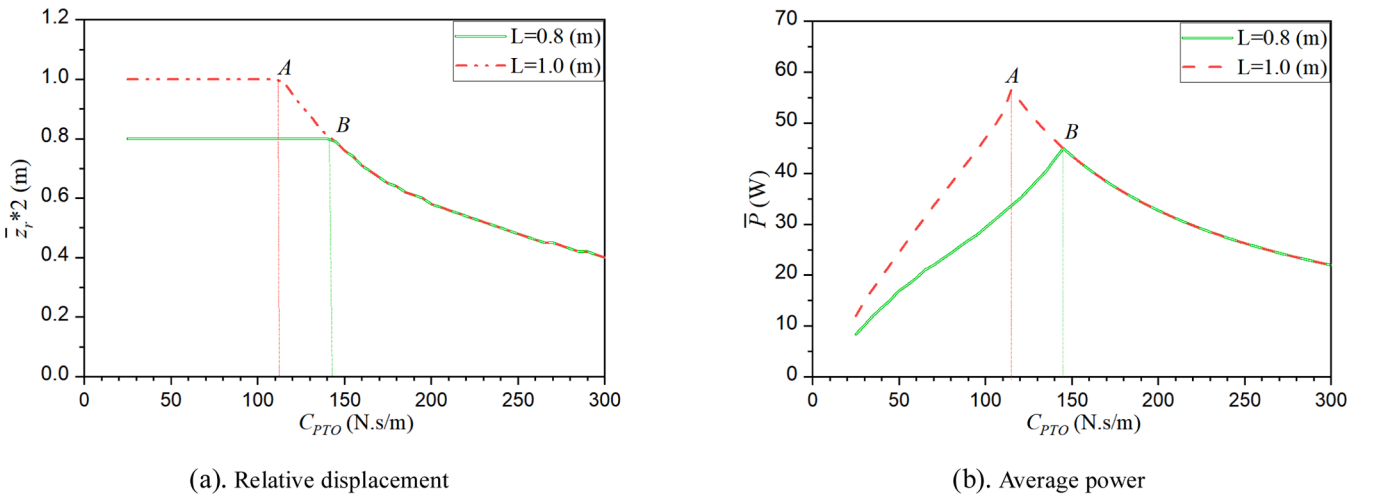 1.2
1.0
0.8
0.6
0.4
0.2
0.0
z̅r*2 (m)
L=0.8 (m)
L=1.0 (m)
A
B
0 50 100 150 200 250 300
CPTO (N.s/m)
(a). Relative displacement
70
60
50
40
30
20
10
0
P̅ (W)
L=0.8 (m)
L=1.0 (m)
A
B
0 50 100 150 200 250 300
CPTO (N.s/m)
(b). Average power